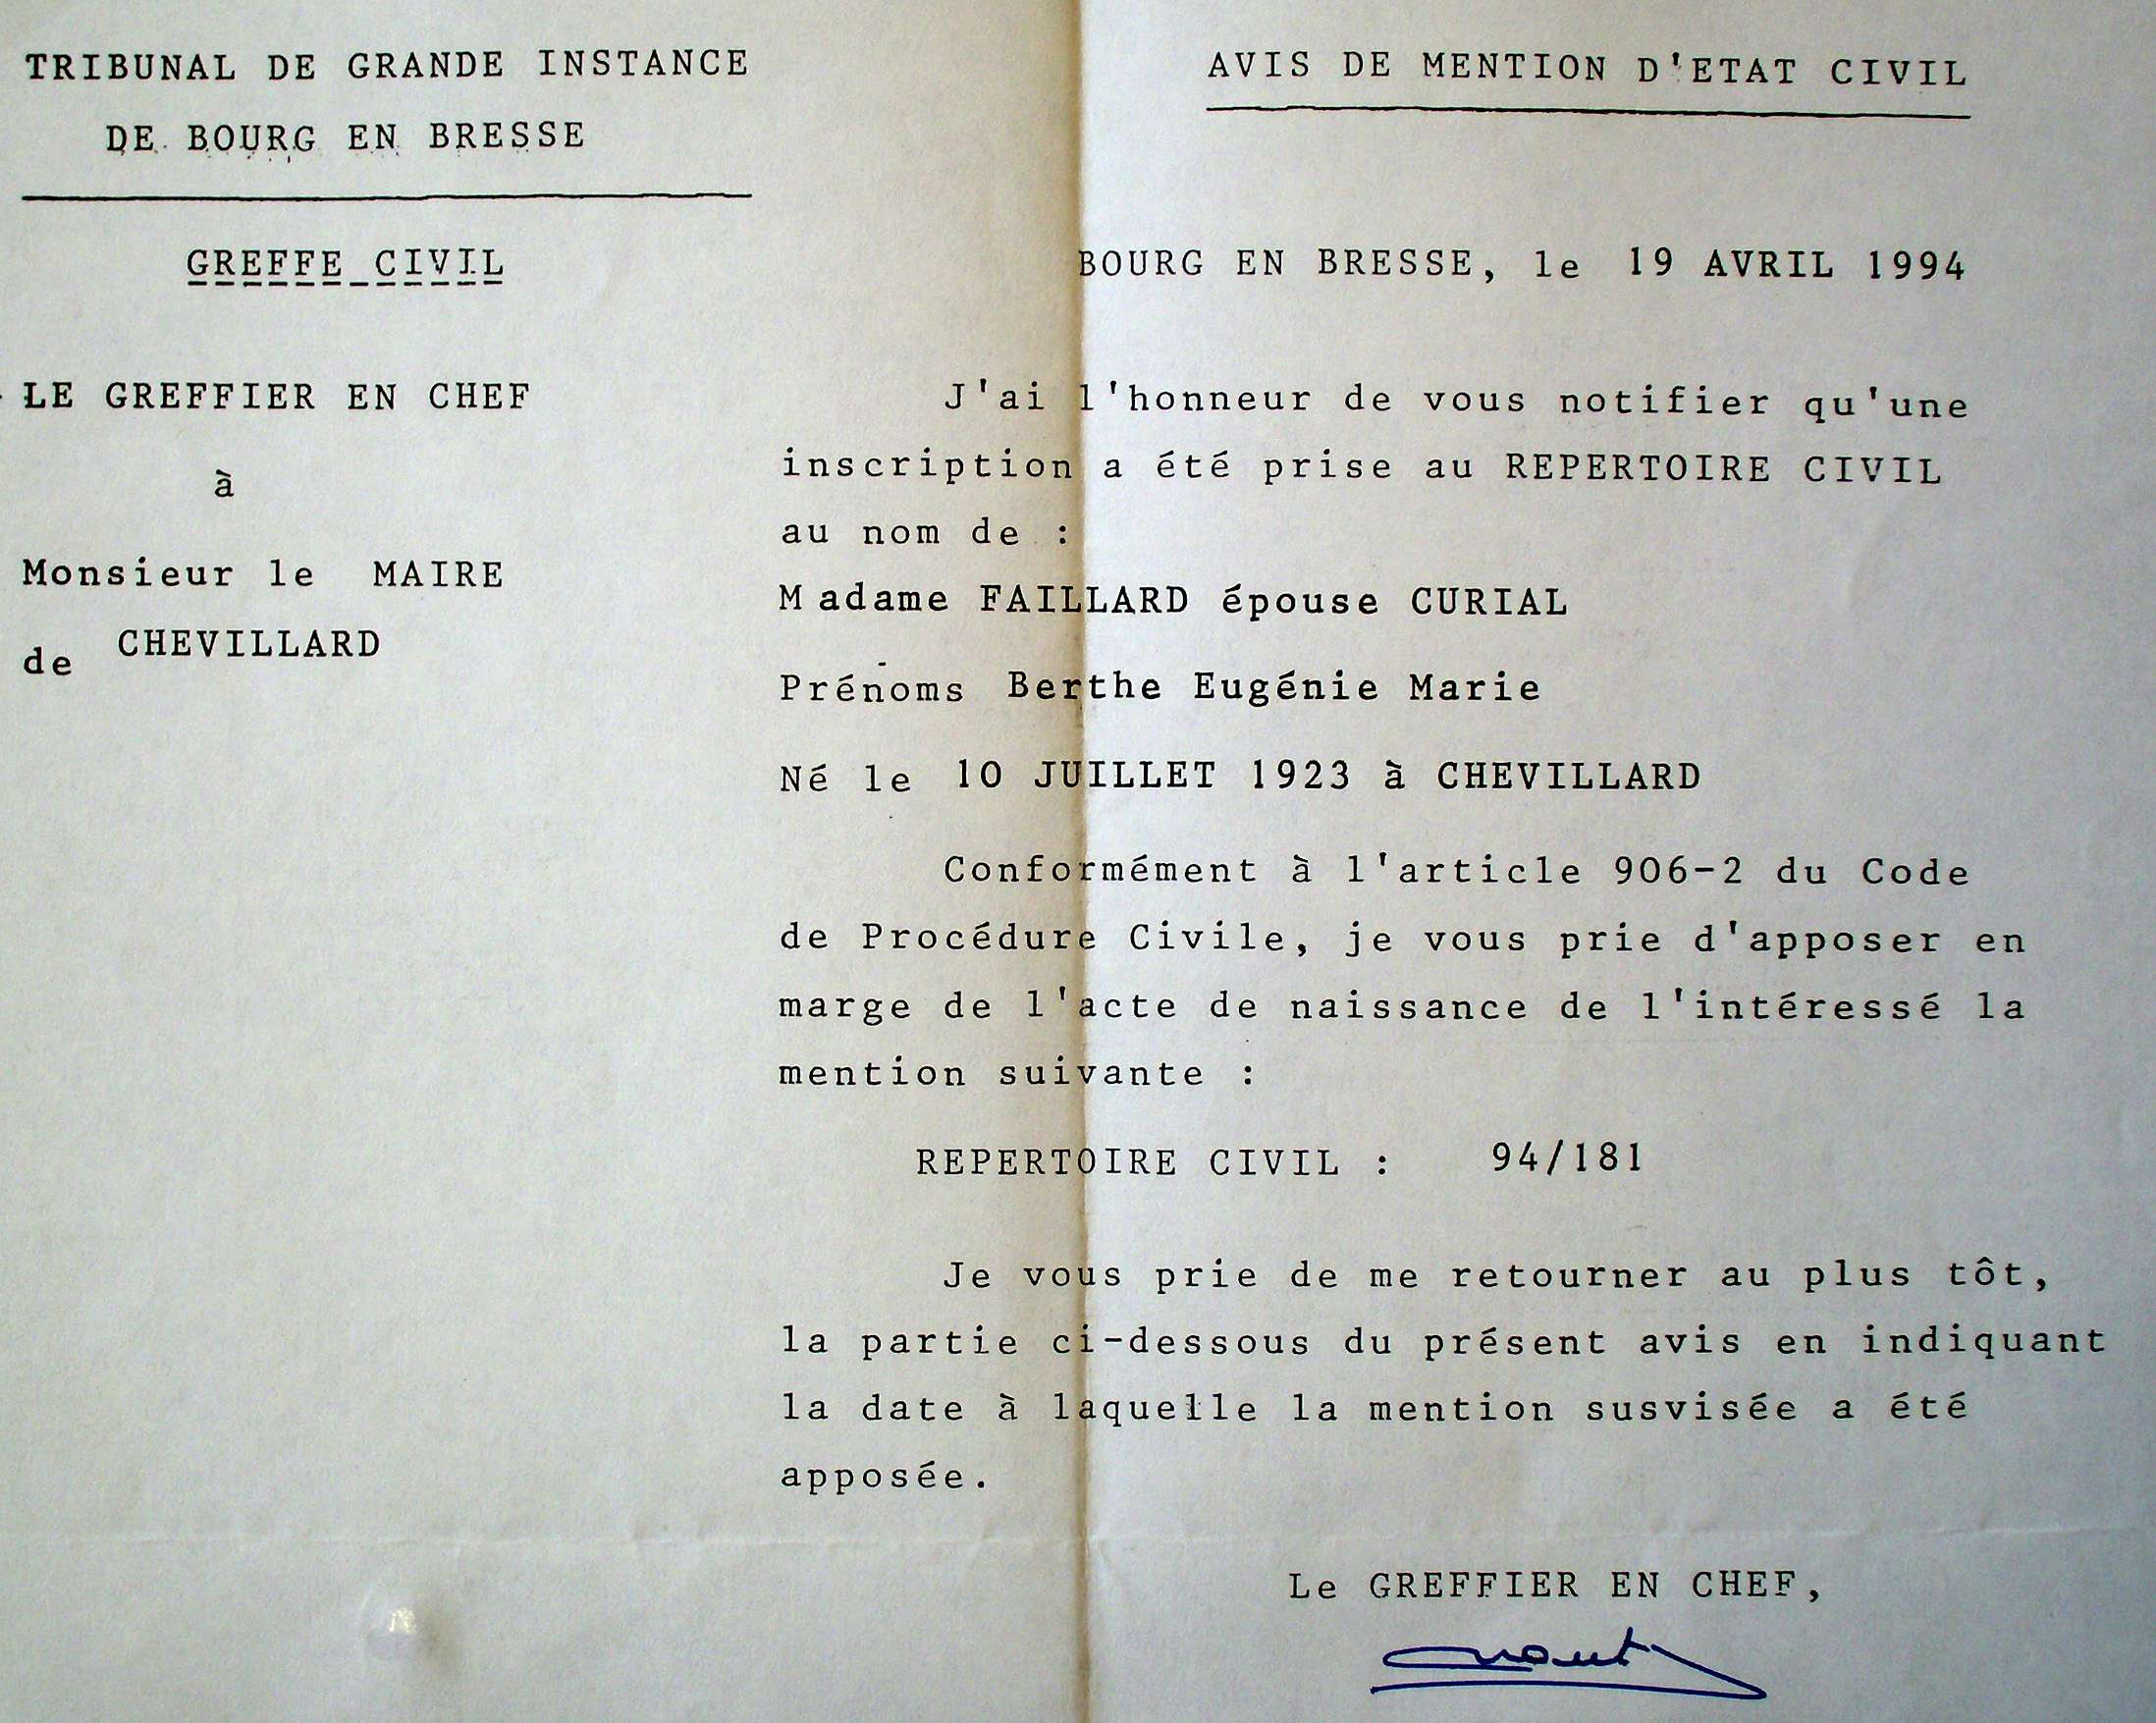 TRIBUNAL DE GRANDE INSTANCE
DE BOURG EN BRESSE
GREFFE CIVIL
LE GREFFIER EN CHEF
à
Monsieur le MAIRE
de CHEVILLARD
AVIS DE MENTION D'ETAT CIVIL
BOURG EN BRESSE, le 19 AVRIL 1994
J'ai l'honneur de vous notifier qu'une
inscription a été prise au REPERTOIRE CIVIL
au nom de :
Madame FAILLARD épouse CURIAL
Prénoms Berthe Eugénie Marie
Né le 10 JUILLET 1923 à CHEVILLARD
Conformément à l'article 906-2 du Code
de Procédure Civile, je vous prie d'apposer en
marge de l'acte de naissance de l'intéressé la
mention suivante :
REPERTOIRE CIVIL : 94/181
Je vous prie de me retourner au plus tôt,
la partie ci-dessous du présent avis en indiquant
la date à laquelle la mention susvisée a été
apposée.
Le GREFFIER EN CHEF,